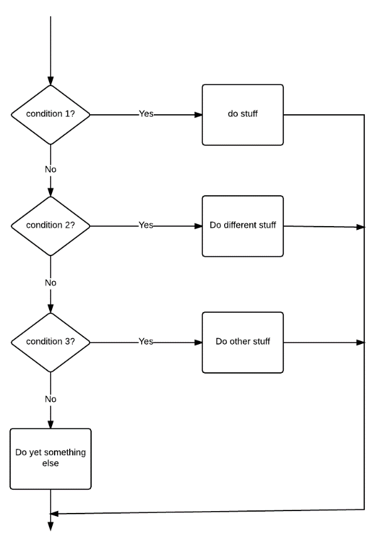 condition 1?
Yes
do stuff
No
condition 2?
Yes
Do different stuff
No
condition 3?
Yes
Do other stuff
No
Do yet something
else